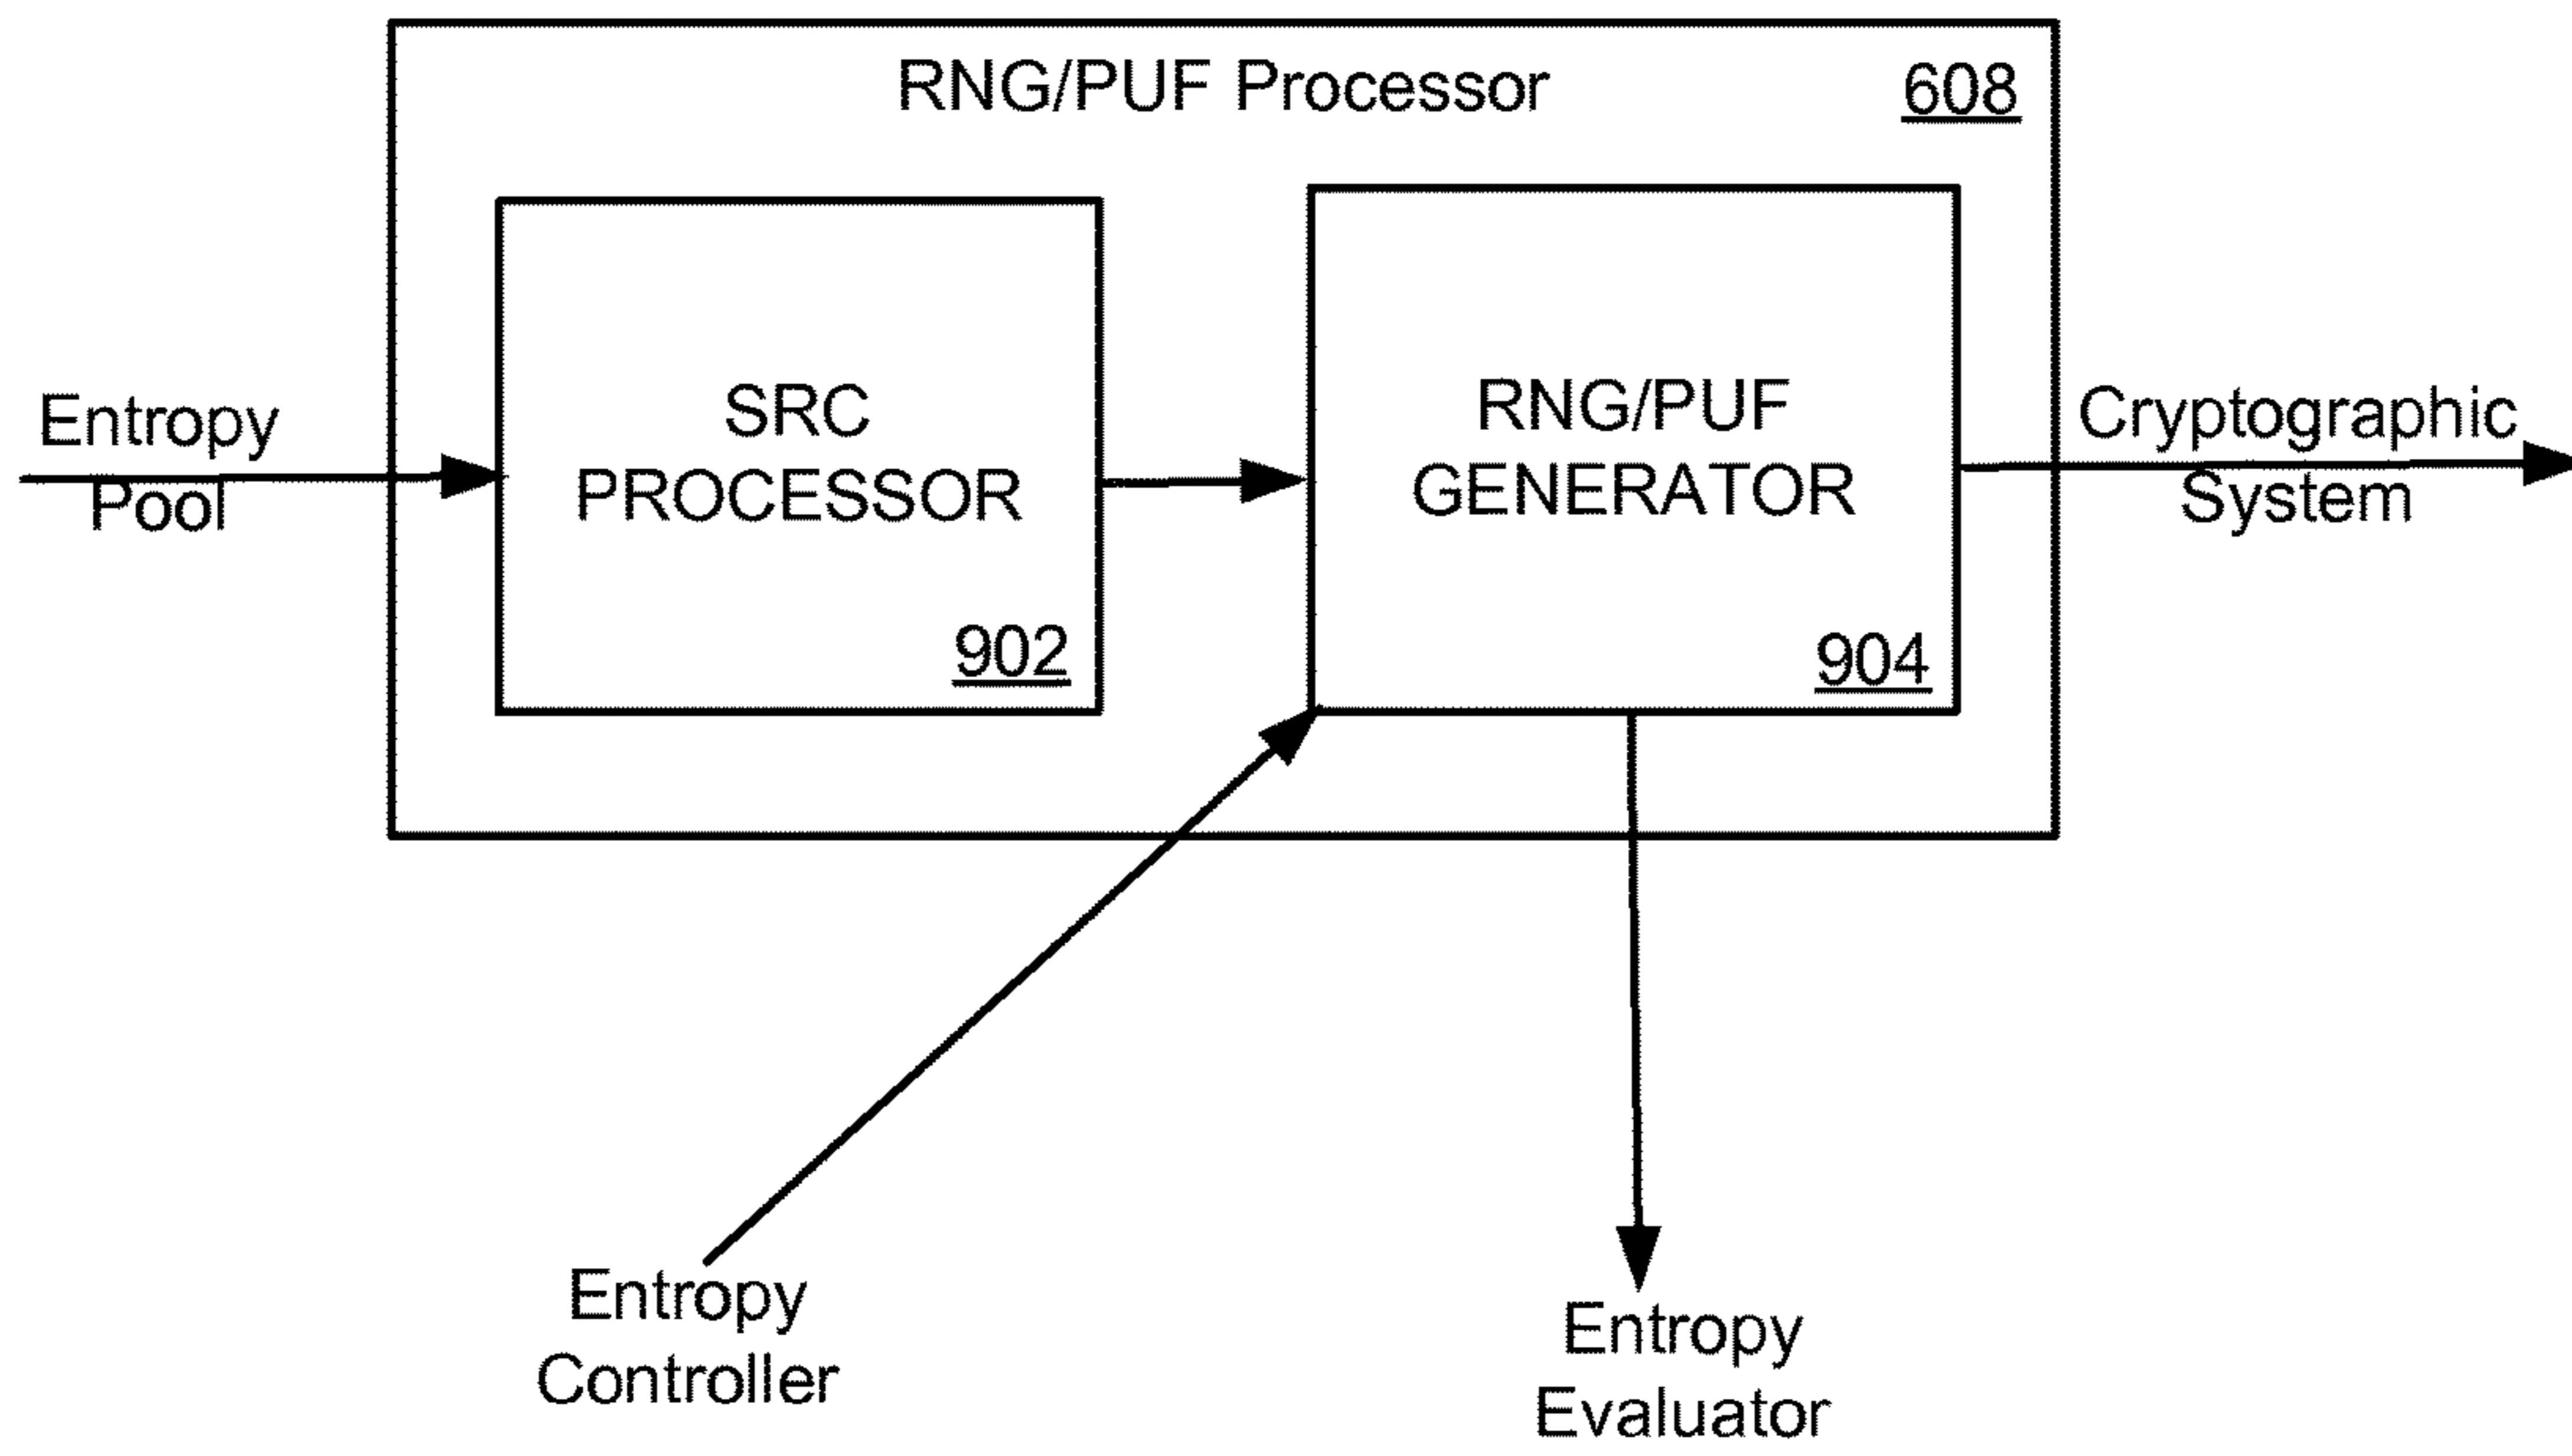 RNG/PUF Processor
608
Entropy
Pool
SRC
PROCESSOR
902
RNG/PUF
GENERATOR
904
Cryptographic
System
Entropy
Controller
Entropy
Evaluator